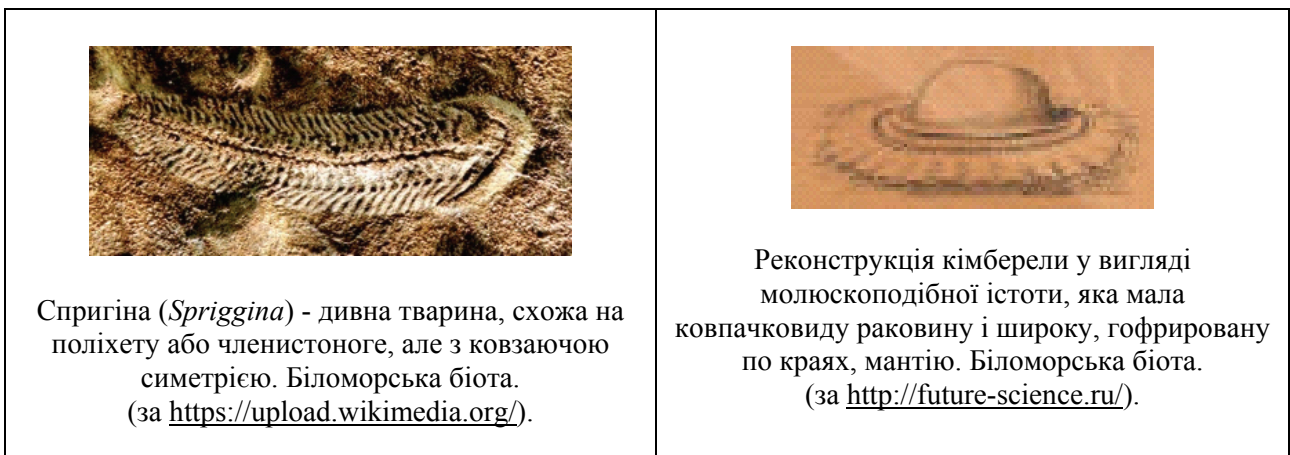 Спригіна (Spriggina) - дивна тварина, схожа на
поліхету або членистоноге, але з ковзаючою
симетрією. Біломорська біота.
(за https://upload.wikimedia.org/).
Реконструкція кімберели у вигляді
молюскоподібної істоти, яка мала
ковпачковиду раковину і широку, гофрировану
по краях, мантію. Біломорська біота.
(за http://future-science.ru/).